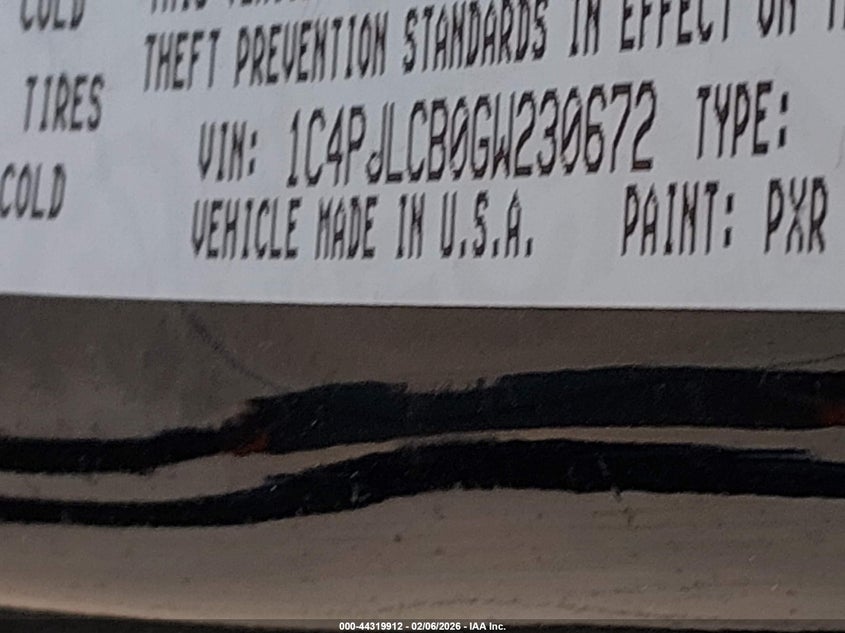 COLD
THEFT PREVENTION STANDARDS IN EFFECT ON
TIRES
VIN: 1C4PJLCB0GW230672 TYPE:
COLD
VEHICLE MADE IN U.S.A. PAINT: PXR
000-44319912 - 02/06/2026 - IAA Inc.